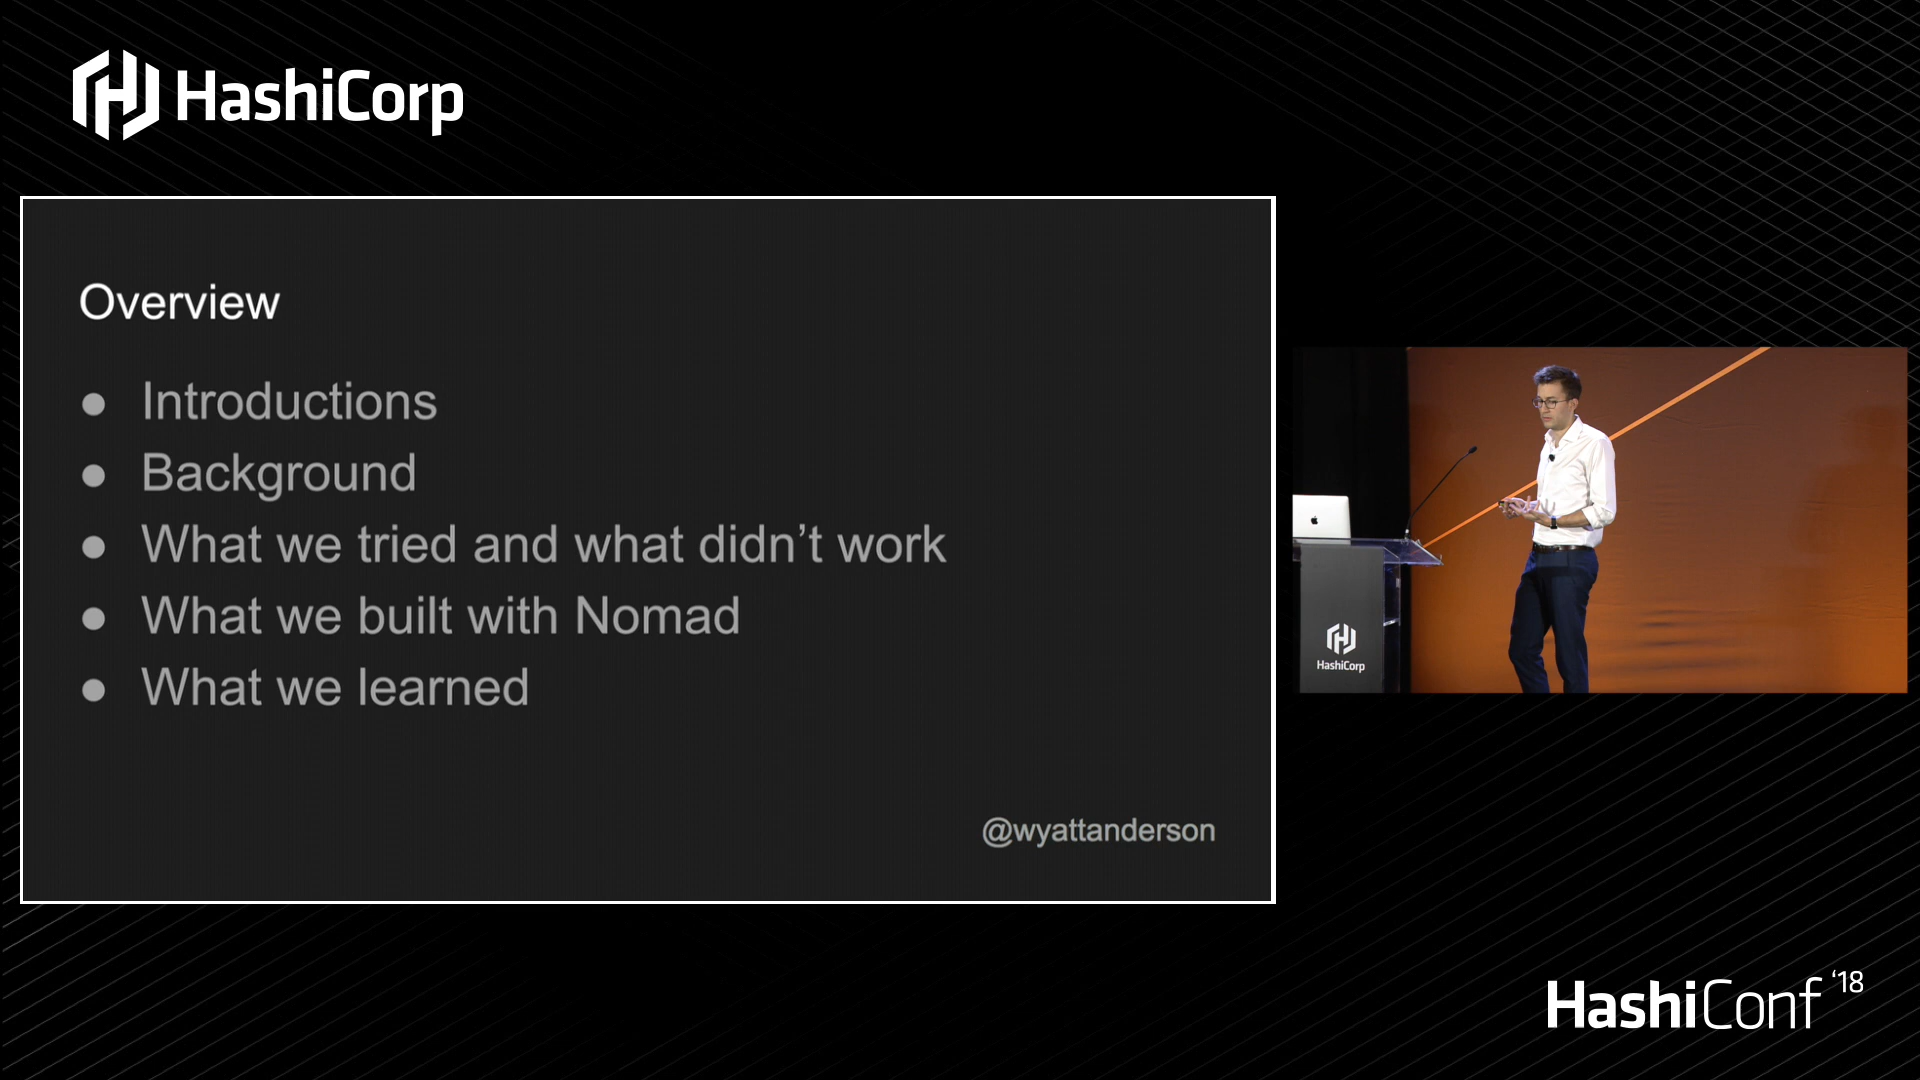 HashiCorp
Overview
● Introductions
● Background
● What we tried and what didn’t work
● What we built with Nomad
● What we learned
@wyattanderson
HashiCorp
HashiConf ‘18